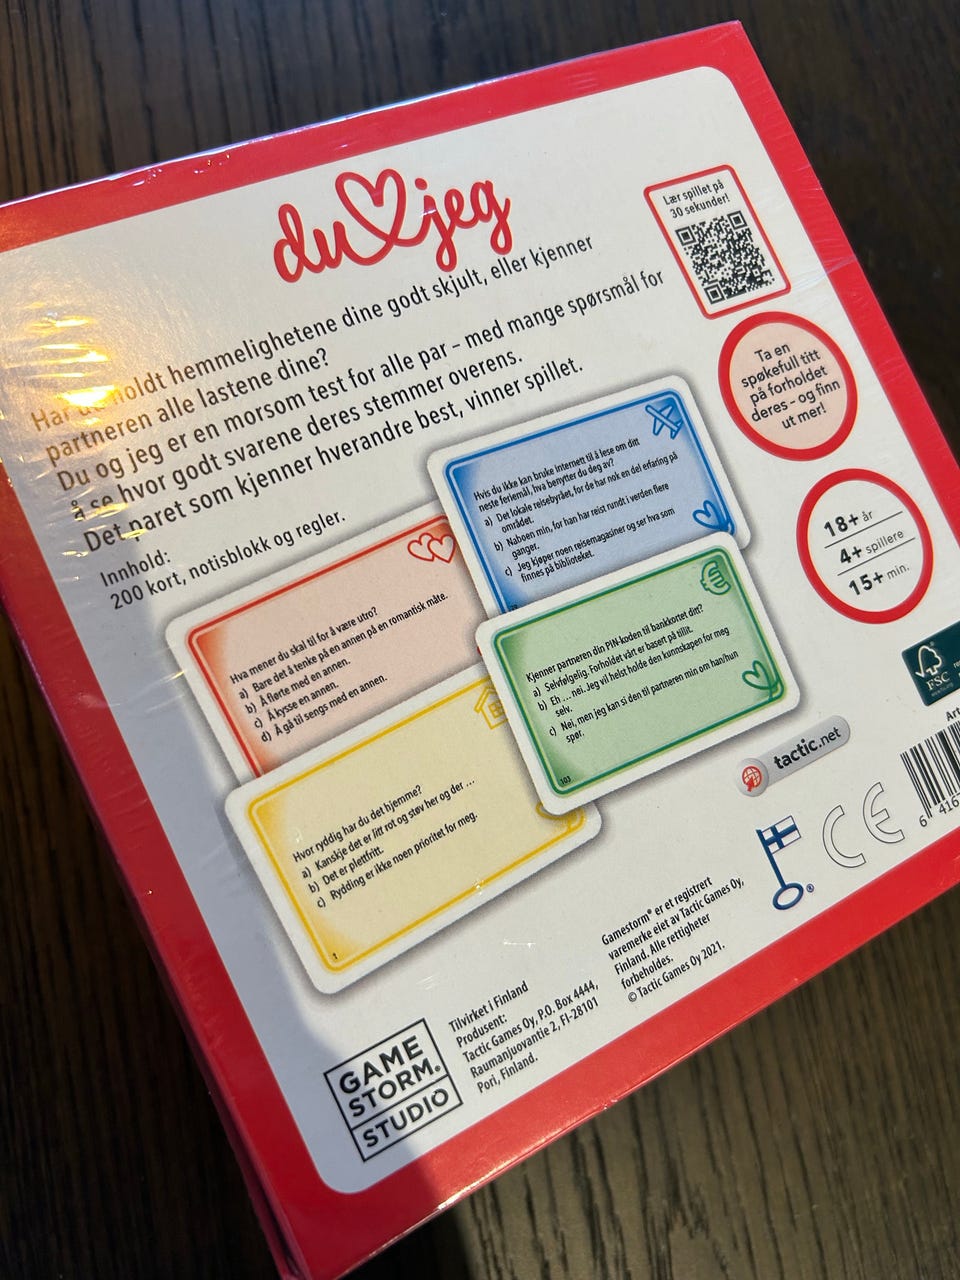 du jeg
Har du holdt hemmelighetene dine godt skjult, eller kjenner
partneren alle lastene dine?
Du og jeg er en morsom test for alle par – med mange spørsmål for
å se hvor godt svarene deres stemmer overens.
Det paret som kjenner hverandre best, vinner spillet.
Innhold:
200 kort, notisblokk og regler.
Lær spillet på
30 sekunder!
Ta en
spøkefull titt
på forholdet
deres – og finn
ut mer!
18+ år
4+ spillere
15+ min.
Hvis du ikke kan bruke internett til å lese om ditt
neste feriemål, hva benytter du deg av?
a) Det lokale reisebyrået, for de har nok en del erfaring på
området.
b) Naboen min, for han har reist rundt i verden flere
ganger.
c) Jeg kjøper noen reisemagasiner og ser hva som
finnes på biblioteket.
Hva mener du skal til for å være utro?
a) Bare det å tenke på en annen på en romantisk måte.
b) Å flørte med en annen.
c) Å kysse en annen.
d) Å gå til sengs med en annen.
Kjenner partneren din PIN-koden til bankkortet ditt?
a) Selvfølgelig. Forholdet vårt er basert på tillit.
b) Eh ... nei. Jeg vil helst holde den kunnskapen for meg
selv.
c) Nei, men jeg kan si den til partneren min om han/hun
spør.
103
Hvor ryddig har du det hjemme?
a) Kanskje det er litt rot og støv her og der ...
b) Det er plettfritt.
c) Rydding er ikke noen prioritet for meg.
1
FSC
tactic.net
CE
Art
6 416
GAME
STORM.
STUDIO
Tilvirket i Finland
Produsent:
Tactic Games Oy, P.O. Box 4444,
Raumanjuovantie 2, FI-28101
Pori, Finland.
Gamestorm® er et registrert
varemerke eiet av Tactic Games Oy,
Finland. Alle rettigheter
forbeholdes.
© Tactic Games Oy 2021.